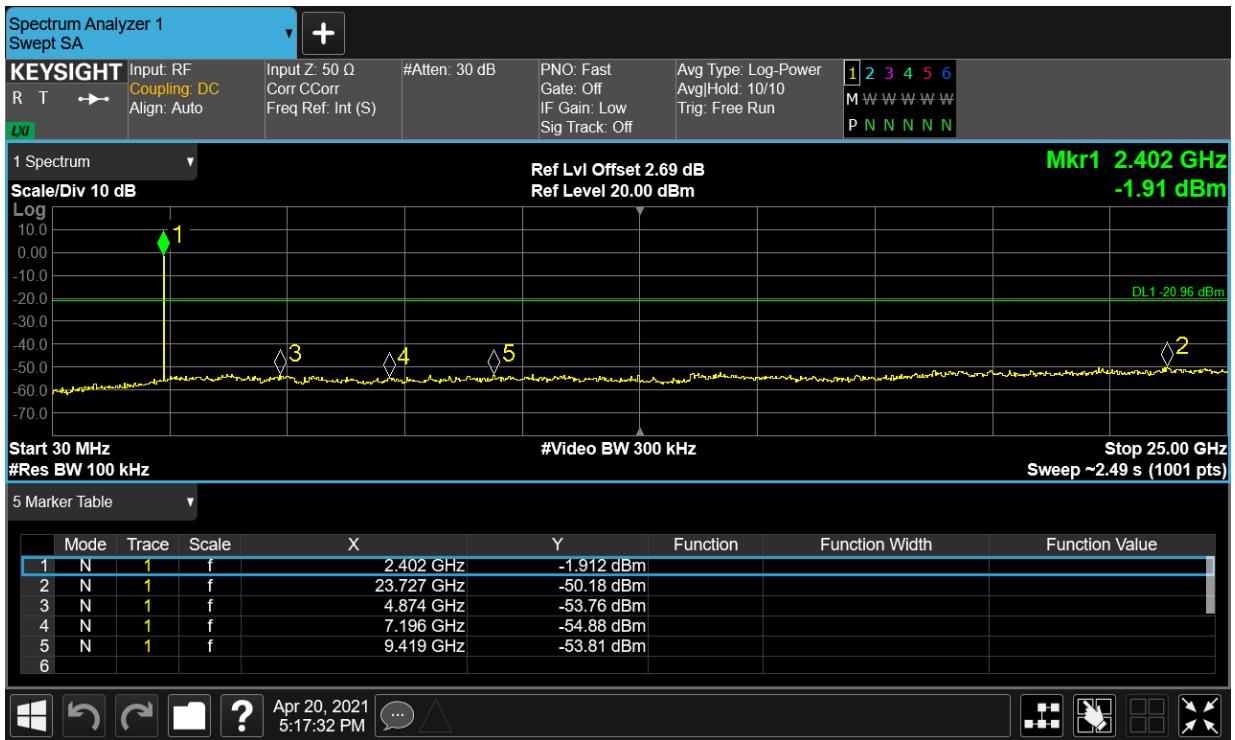 Spectrum Analyzer 1
Swept SA
KEYSIGHT
R T
LXI
Input: RF
Coupling: DC
Align: Auto
Input Z: 50 Ω
Corr CCorr
Freq Ref: Int (S)
#Atten: 30 dB
PNO: Fast
Gate: Off
IF Gain: Low
Sig Track: Off
Avg Type: Log-Power
Avg|Hold: 10/10
Trig: Free Run
1 2 3 4 5 6
M W W W W W
P N N N N N
1 Spectrum
Scale/Div 10 dB
Ref Lvl Offset 2.69 dB
Ref Level 20.00 dBm
Mkr1 2.402 GHz
-1.91 dBm
Log
10.0
0.00
-10.0
-20.0
-30.0
-40.0
-50.0
-60.0
-70.0
1
3
4
5
2
DL1 -20.96 dBm
Start 30 MHz
#Res BW 100 kHz
#Video BW 300 kHz
Stop 25.00 GHz
Sweep ~2.49 s (1001 pts)
5 Marker Table
Mode Trace Scale X Y Function Function Width Function Value
1 N 1 f 2.402 GHz -1.912 dBm
2 N 1 f 23.727 GHz -50.18 dBm
3 N 1 f 4.874 GHz -53.76 dBm
4 N 1 f 7.196 GHz -54.88 dBm
5 N 1 f 9.419 GHz -53.81 dBm
6
?
Apr 20, 2021
5:17:32 PM